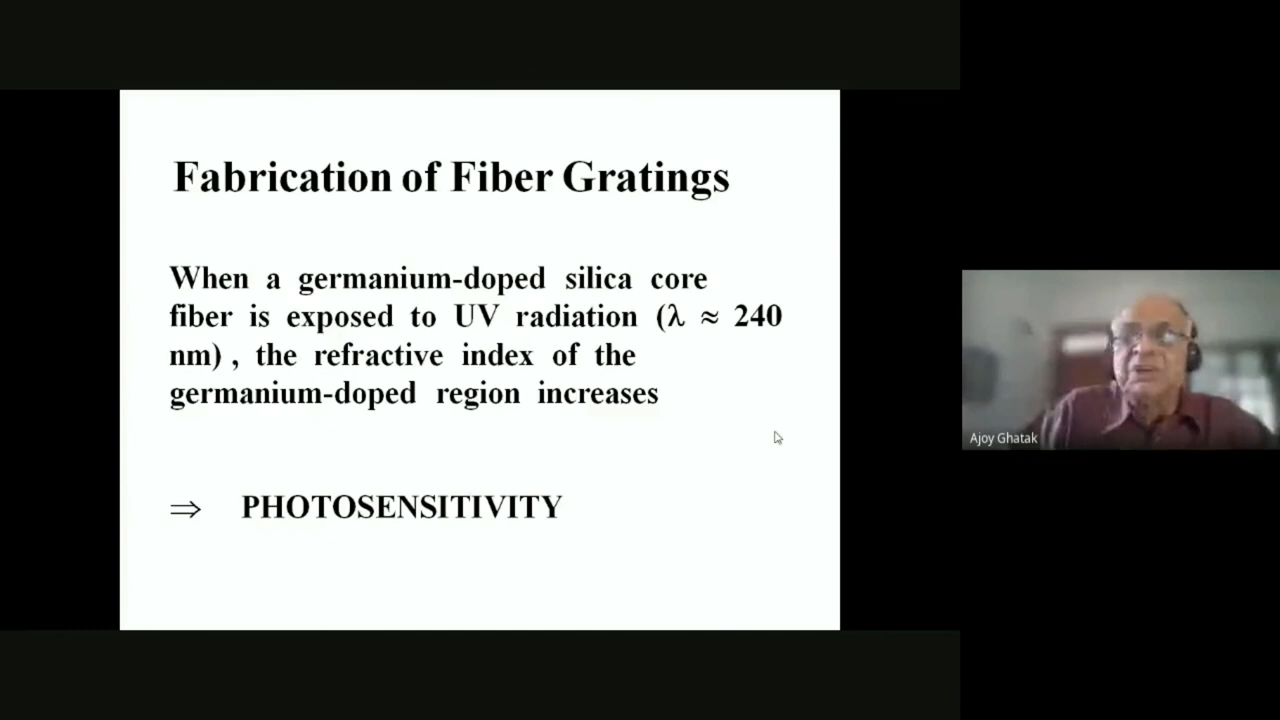 Fabrication of Fiber Gratings
When a germanium-doped silica core
fiber is exposed to UV radiation (λ ≈ 240
nm) , the refractive index of the
germanium-doped region increases
⇒ PHOTOSENSITIVITY
Ajoy Ghatak